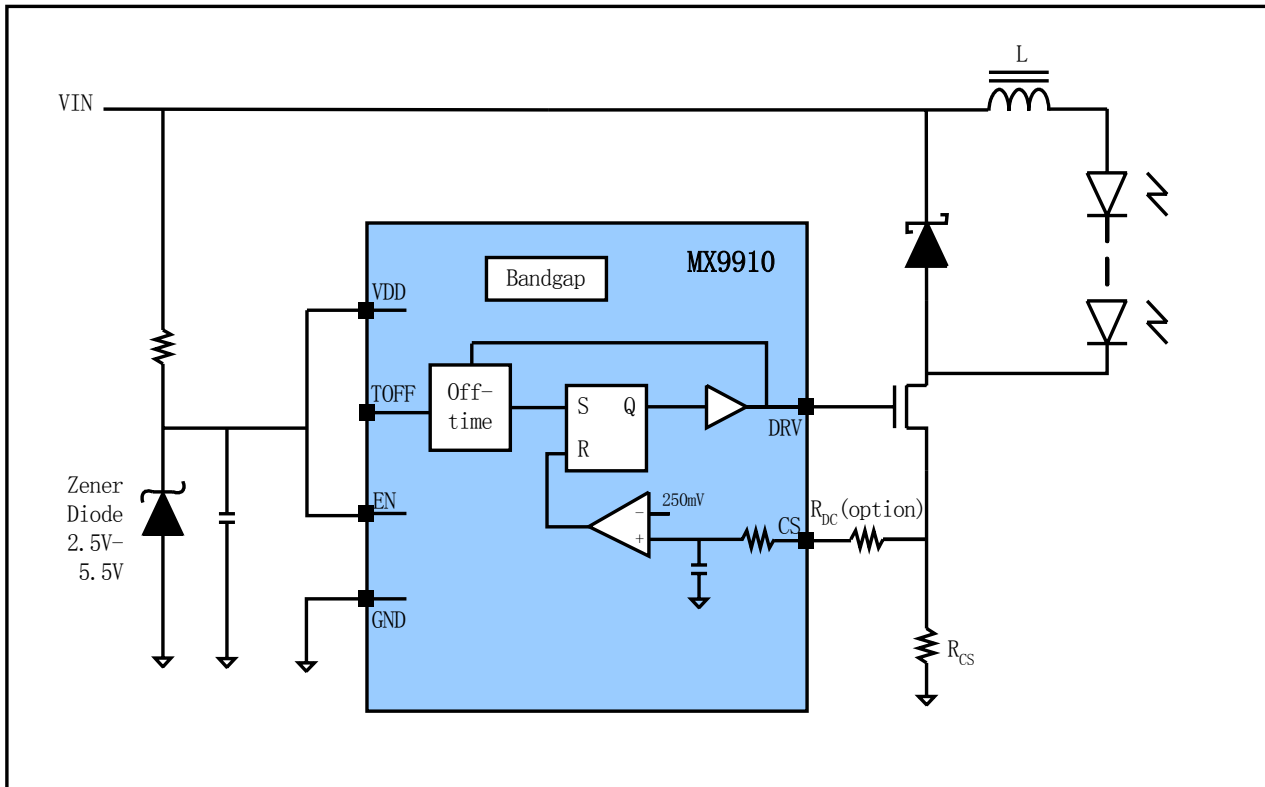 L
VIN
MX9910
Bandgap
VDD
TOFF
Off-
time
S Q
R
DRV
Zener
Diode
2.5V-
5.5V
EN
250mV
-
+
CS
RDC(option)
GND
RCS